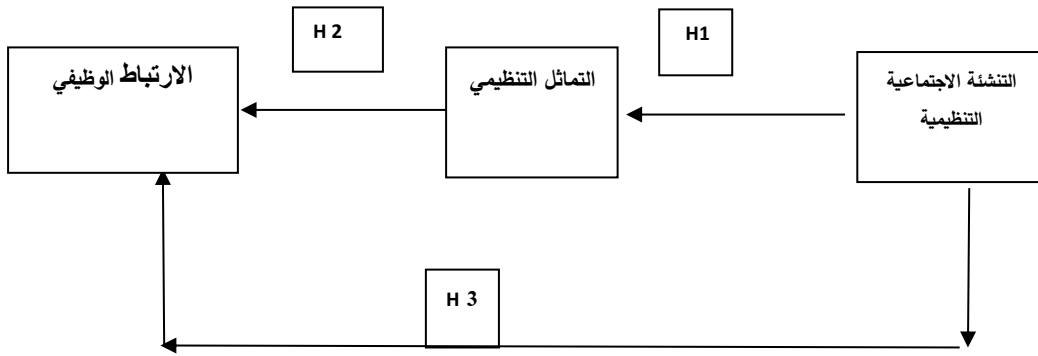 H1
H 2
التنشئة الاجتماعية
التنظيمية
التماثل التنظيمي
الارتباط الوظيفي
H 3